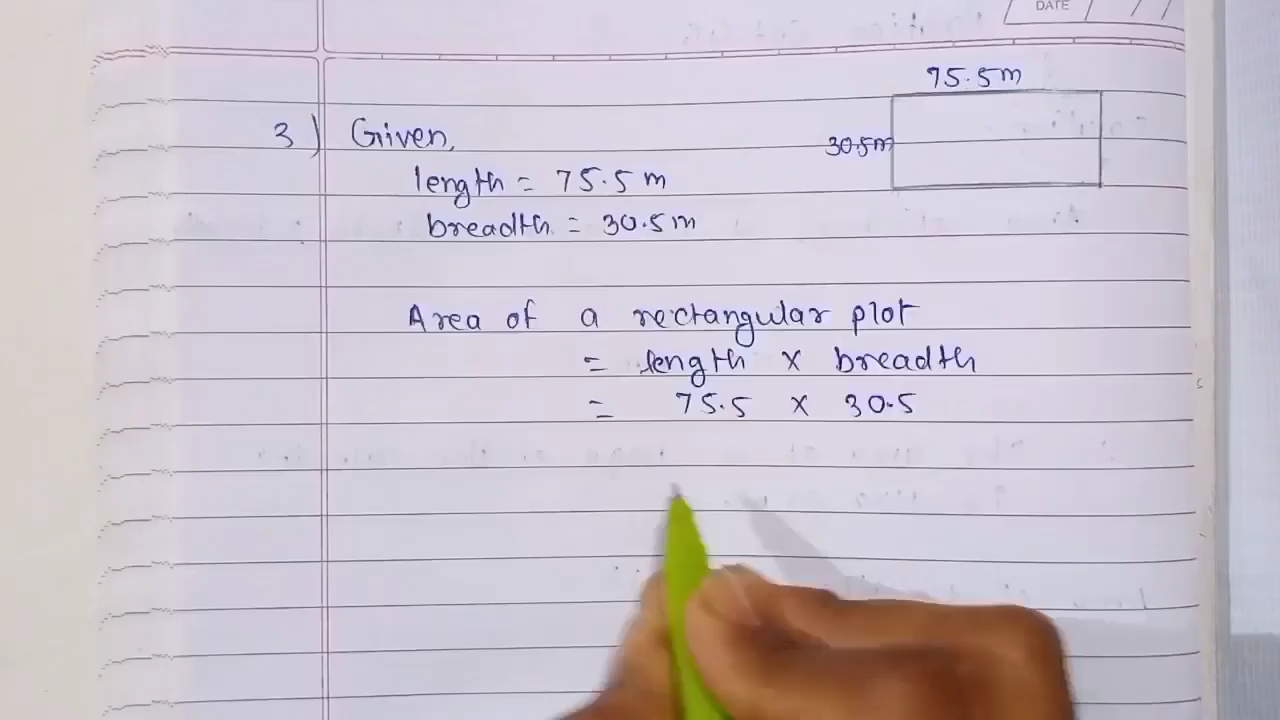 DATE
75.5m
3) Given,
30.5m
length = 75.5 m
breadth = 30.5 m
Area of a rectangular plot
= length x breadth
= 75.5 x 30.5